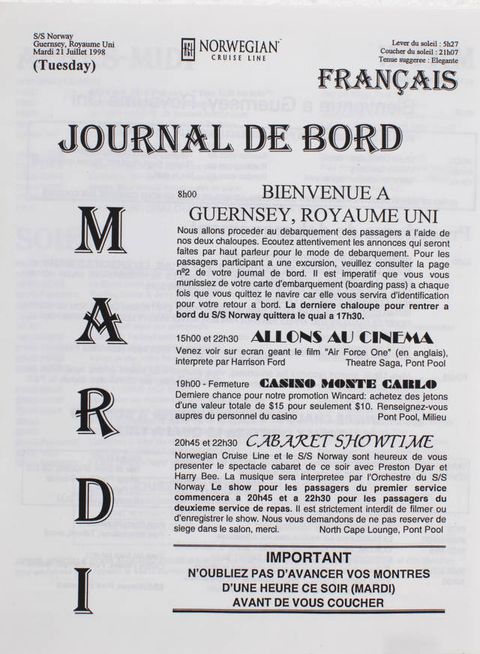 S/S Norway
Guernsey, Royaume Uni
Mardi 21 Juillet 1998
(Tuesday)
NORWEGIAN
CRUISE LINE
Lever du soleil : 5h27
Coucher du soleil : 21h07
Tenue suggeree : Elegante
FRANÇAIS
JOURNAL DE BORD
MARDI
8h00 BIENVENUE A
GUERNSEY, ROYAUME UNI
Nous allons proceder au debarquement des passagers a l'aide de
nos deux chaloupes. Ecoutez attentivement les annonces qui seront
faites par haut parleur pour le mode de debarquement. Pour les
passagers participant a une excursion, veuillez consulter la page
nº2 de votre journal de bord. Il est imperatif que vous vous
munissiez de votre carte d'embarquement (boarding pass) a chaque
fois que vous quittez le navire car elle vous servira d'identification
pour votre retour a bord. La derniere chaloupe pour rentrer a
bord du S/S Norway quittera le quai a 17h30.
15h00 et 22h30 ALLONS AU CINEMA
Venez voir sur ecran geant le film "Air Force One" (en anglais),
interprete par Harrison Ford Theatre Saga, Pont Pool
19h00 - Fermeture CASINO MONTE CARLO
Derniere chance pour notre promotion Wincard: achetez des jetons
d'une valeur totale de $15 pour seulement $10. Renseignez-vous
aupres du personnel du casino Pont Pool, Milieu
20h45 et 22h30 CABARET SHOWTIME
Norwegian Cruise Line et le S/S Norway sont heureux de vous
presenter le spectacle cabaret de ce soir avec Preston Dyar et
Harry Bee. La musique sera interpretee par l'Orchestre du S/S
Norway Le show pour les passagers du premier service
commencera a 20h45 et a 22h30 pour les passagers du
deuxieme service de repas. Il est strictement interdit de filmer ou
d'enregistrer le show. Nous vous demandons de ne pas reserver de
siege dans le salon, merci. North Cape Lounge, Pont Pool
IMPORTANT
N'OUBLIEZ PAS D'AVANCER VOS MONTRES
D'UNE HEURE CE SOIR (MARDI)
AVANT DE VOUS COUCHER